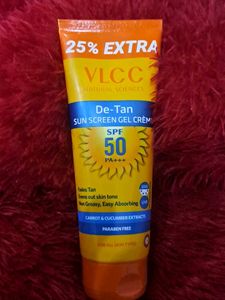 25% EXTRA
VLCC
NATURAL SCIENCES
De-Tan
SUN SCREEN GEL CRÈME
SPF
50
PA+++
Fades Tan
Evens out skin tone
Non Greasy, Easy Absorbing
CARROT & CUCUMBER EXTRACTS
PARABEN FREE